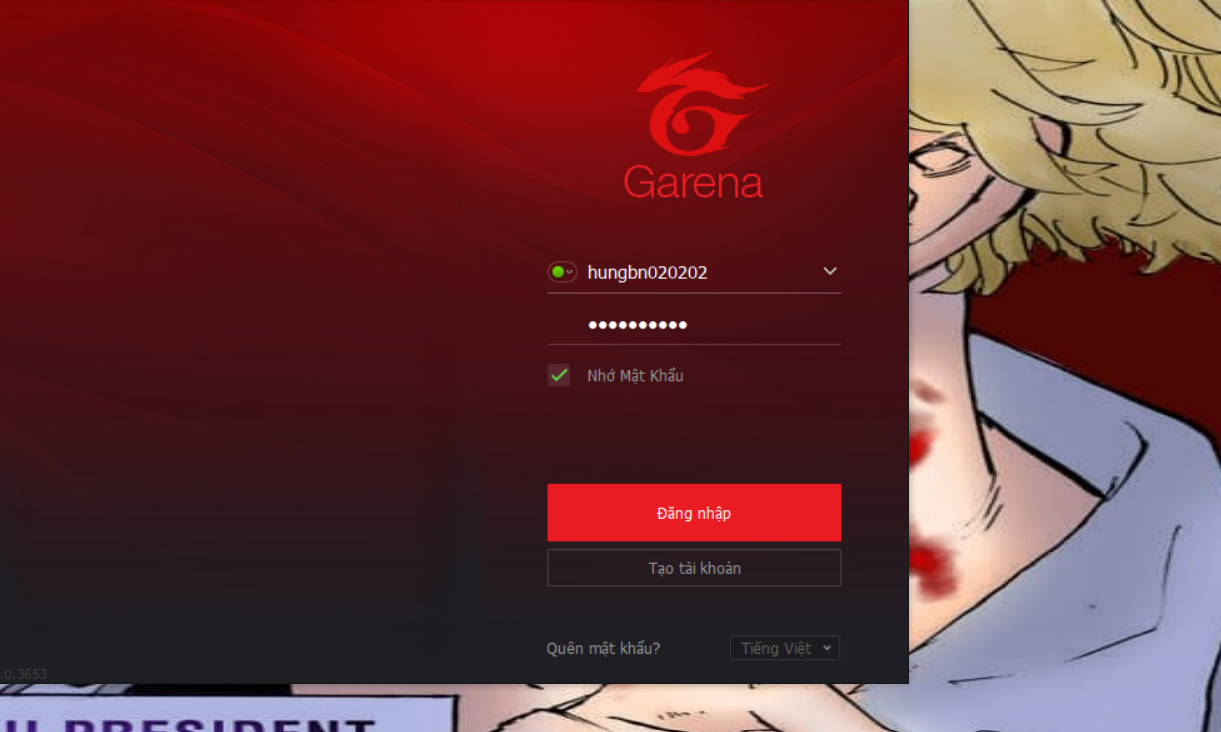 Garena
hungbn020202
••••••••••
Nhớ Mật Khẩu
Đăng nhập
Tạo tài khoản
Quên mật khẩu?
Tiếng Việt
.0.3653
PRESIDENT